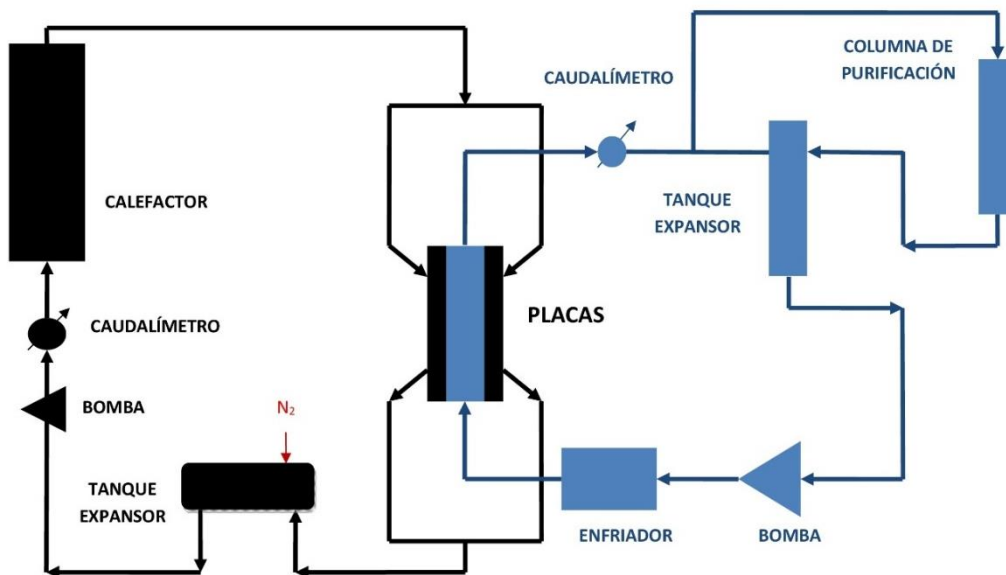 COLUMNA DE
PURIFICACIÓN
CAUDALÍMETRO
CALEFACTOR
TANQUE
EXPANSOR
CAUDALÍMETRO
PLACAS
BOMBA
N₂
TANQUE
EXPANSOR
ENFRIADOR
BOMBA